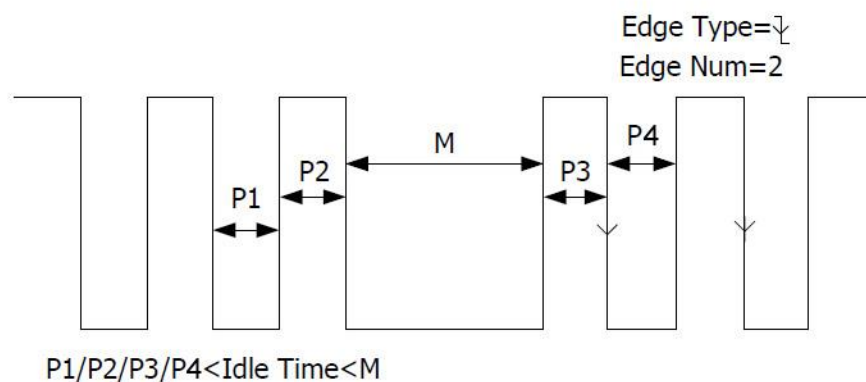 Edge Type=
Edge Num=2
M
P4
P2
P3
P1
P1/P2/P3/P4<Idle Time<M